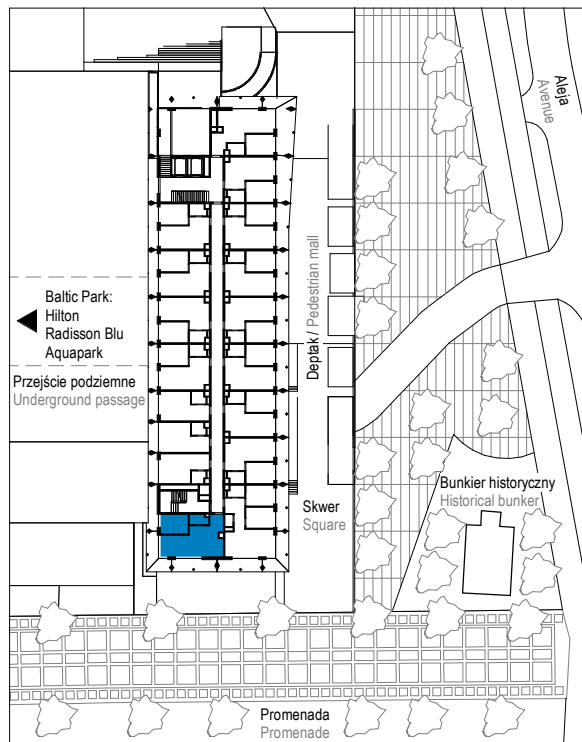 Aleja
Avenue
Baltic Park:
Hilton
Radisson Blu
Aquapark
Przejście podziemne
Underground passage
Deptak / Pedestrian mall
Skwer
Square
Bunkier historyczny
Historical bunker
Promenada
Promenade